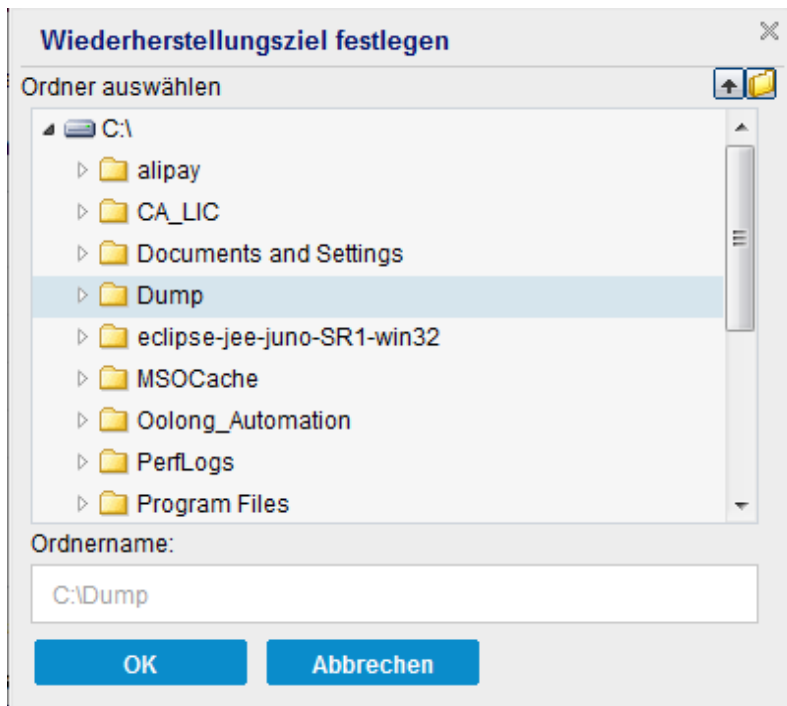 Wiederherstellungsziel festlegen
Ordner auswählen
C:\
alipay
CA_LIC
Documents and Settings
Dump
eclipse-jee-juno-SR1-win32
MSOCache
Oolong_Automation
PerfLogs
Program Files
Ordnername:
C:\Dump
OK
Abbrechen